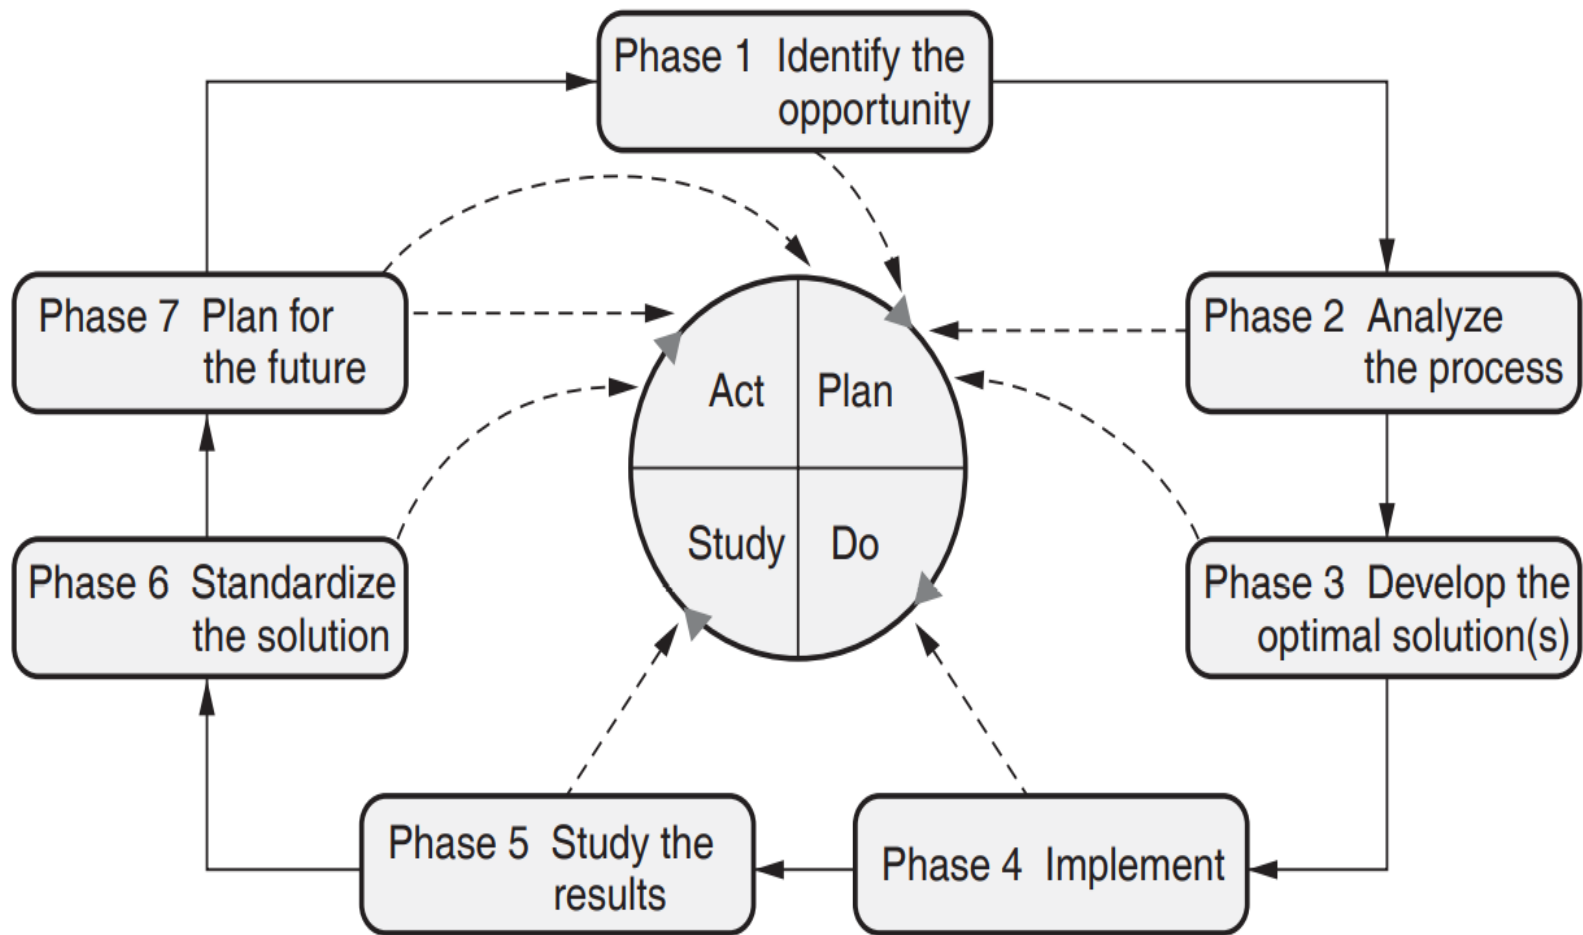 Phase 1 Identify the
opportunity
Phase 7 Plan for
the future
Phase 2 Analyze
the process
Act
Plan
Study
Do
Phase 6 Standardize
the solution
Phase 3 Develop the
optimal solution(s)
Phase 5 Study the
results
Phase 4 Implement